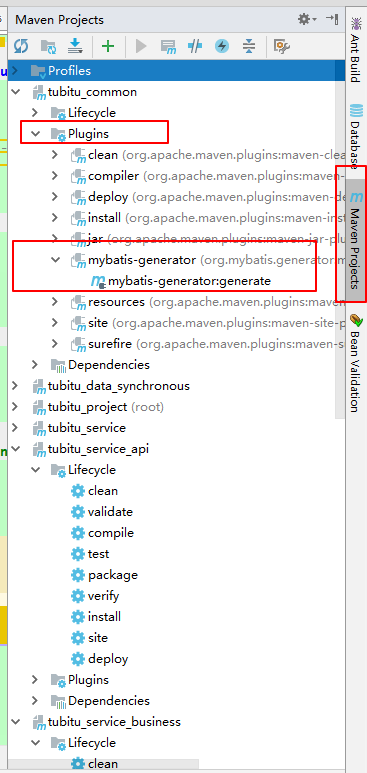 Maven Projects
Profiles
tubitu_common
Lifecycle
Plugins
clean (org.apache.maven.plugins:maven-clea
compiler (org.apache.maven.plugins:maven-
deploy (org.apache.maven.plugins:maven-de
install (org.apache.maven.plugins:maven-ins
jar (org.apache.maven.plugins:maven-jar-plu
mybatis-generator (org.mybatis.generator:m
mybatis-generator:generate
resources (org.apache.maven.plugins:maven
site (org.apache.maven.plugins:maven-site-p
surefire (org.apache.maven.plugins:maven-s
Dependencies
tubitu_data_synchronous
tubitu_project (root)
tubitu_service
tubitu_service_api
Lifecycle
clean
validate
compile
test
package
verify
install
site
deploy
Plugins
Dependencies
tubitu_service_business
Lifecycle
clean
Ant Build
Database
Maven Projects
Bean Validation